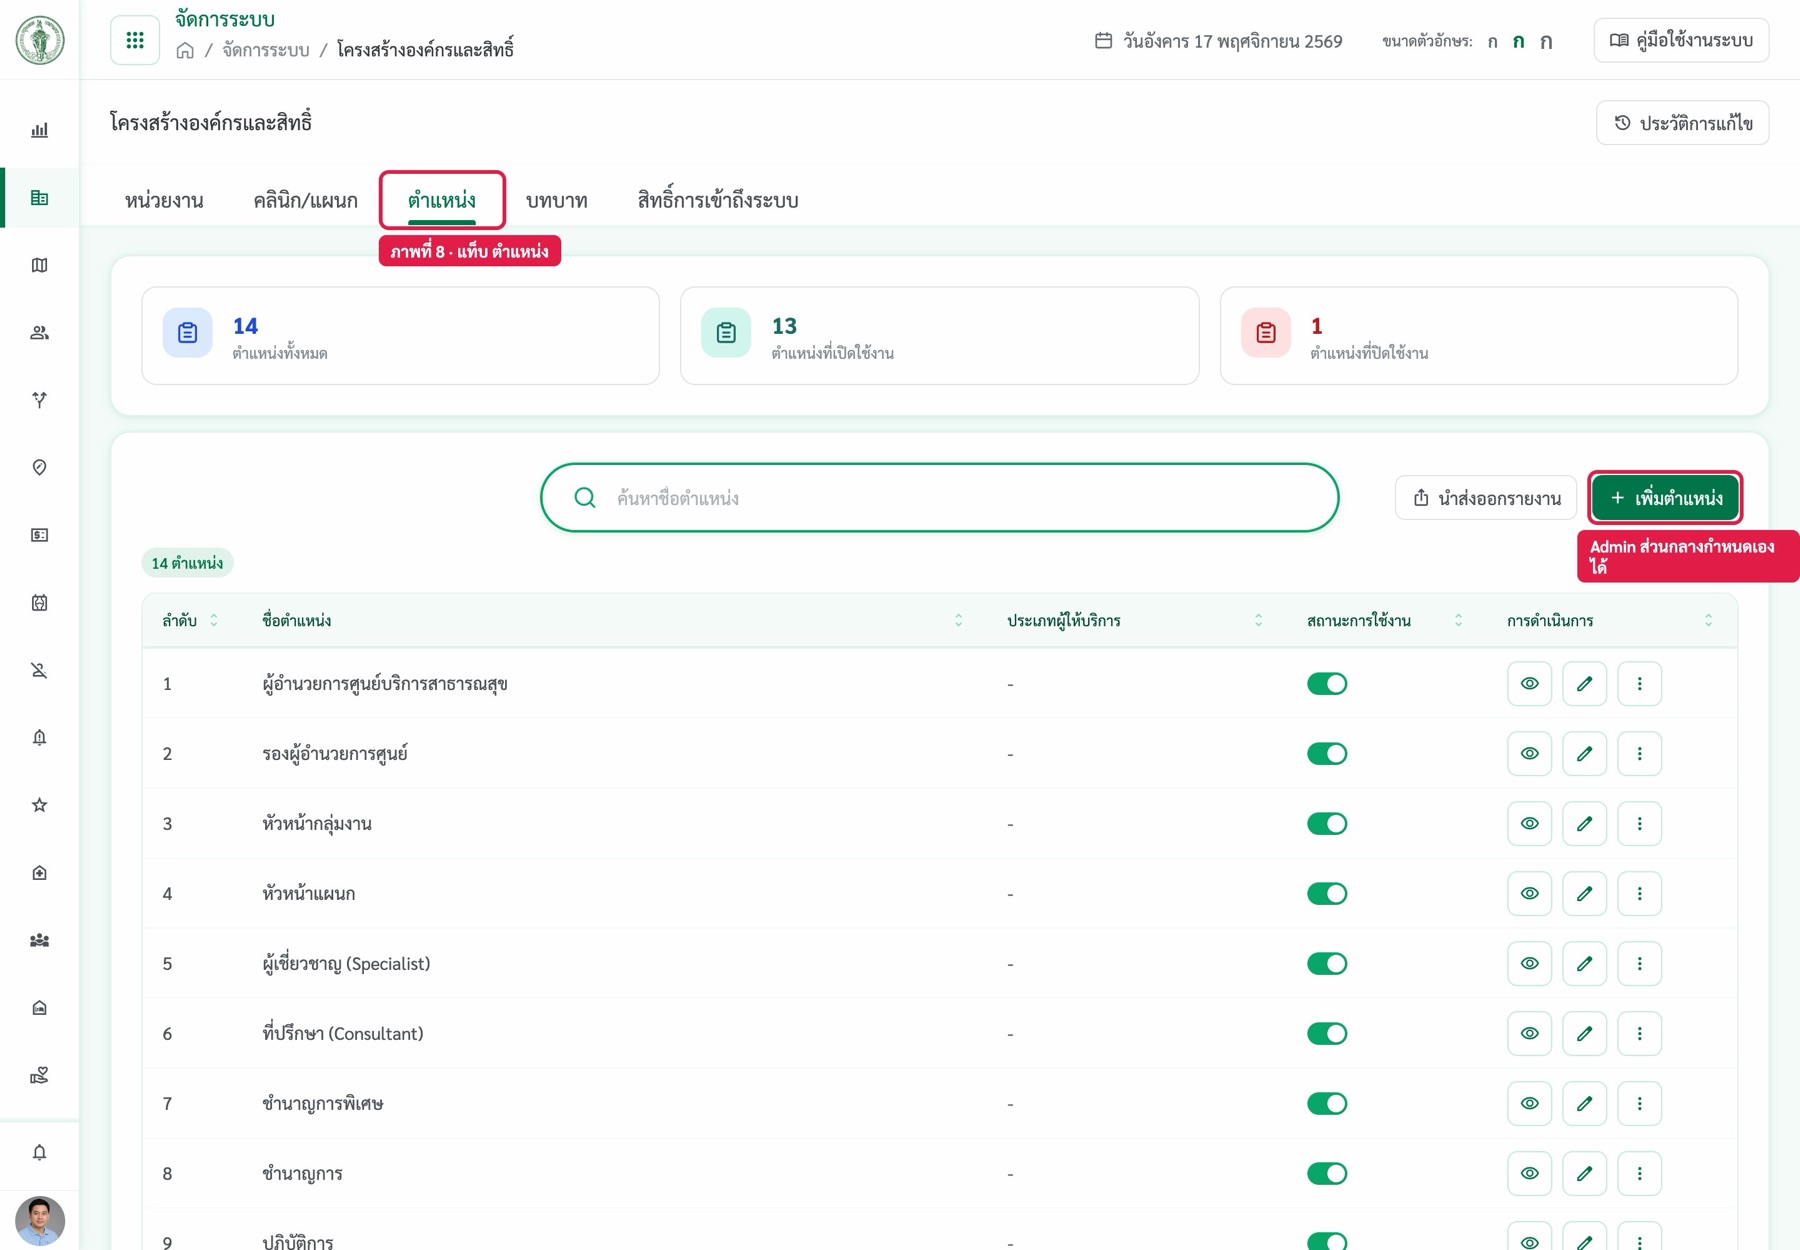 จัดการระบบ
/ จัดการระบบ / โครงสร้างองค์กรและสิทธิ์
วันอังคาร 17 พฤศจิกายน 2569
ขนาดตัวอักษร: ก ก ก
คู่มือใช้งานระบบ
โครงสร้างองค์กรและสิทธิ์
ประวัติการแก้ไข
หน่วยงาน คลินิก/แผนก ตำแหน่ง บทบาท สิทธิ์การเข้าถึงระบบ
ภาพที่ 8 · แท็บ ตำแหน่ง
14
ตำแหน่งทั้งหมด
13
ตำแหน่งที่เปิดใช้งาน
1
ตำแหน่งที่ปิดใช้งาน
ค้นหาชื่อตำแหน่ง
นำส่งออกรายงาน
+ เพิ่มตำแหน่ง
Admin ส่วนกลางกำหนดเอง
ได้
14 ตำแหน่ง
ลำดับ ชื่อตำแหน่ง ประเภทผู้ให้บริการ สถานะการใช้งาน การดำเนินการ
1 ผู้อำนวยการศูนย์บริการสาธารณสุข -
2 รองผู้อำนวยการศูนย์ -
3 หัวหน้ากลุ่มงาน -
4 หัวหน้าแผนก -
5 ผู้เชี่ยวชาญ (Specialist) -
6 ที่ปรึกษา (Consultant) -
7 ชำนาญการพิเศษ -
8 ชำนาญการ -
9 ปฏิบัติการ -